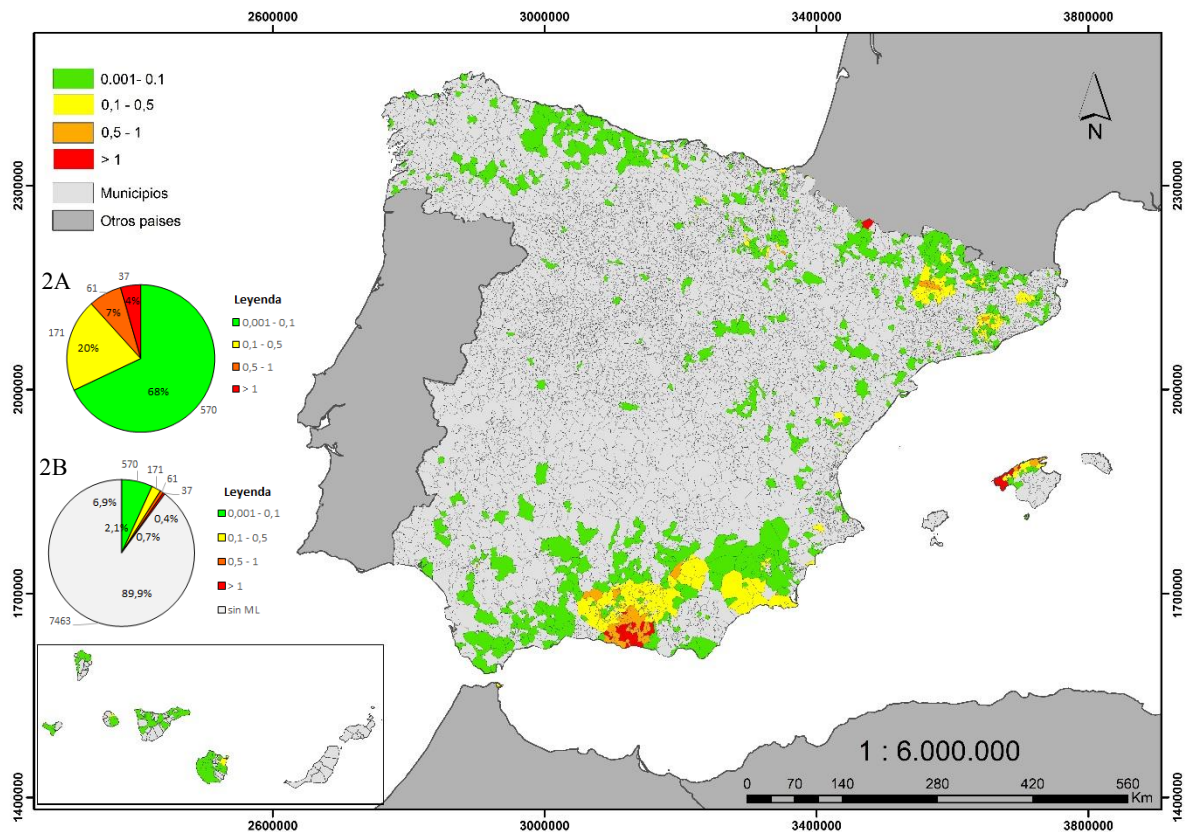 2600000
3000000
3400000
3800000
0.001- 0.1
0,1 - 0,5
0,5 - 1
> 1
Municipios
Otros paises
N
2300000
2300000
2000000
2000000
1700000
1700000
1400000
1400000
2A
37
61
171
4%
7%
20%
68%
570
Leyenda
0,001 - 0,1
0,1 - 0,5
0,5 - 1
> 1
2B
570
171
61
37
6,9%
2,1%
0,4%
0,7%
89,9%
7463
Leyenda
0,001 - 0,1
0,1 - 0,5
0,5 - 1
> 1
sin ML
1 : 6.000.000
0 70 140 280 420 560
Km
2600000
3000000
3400000
3800000